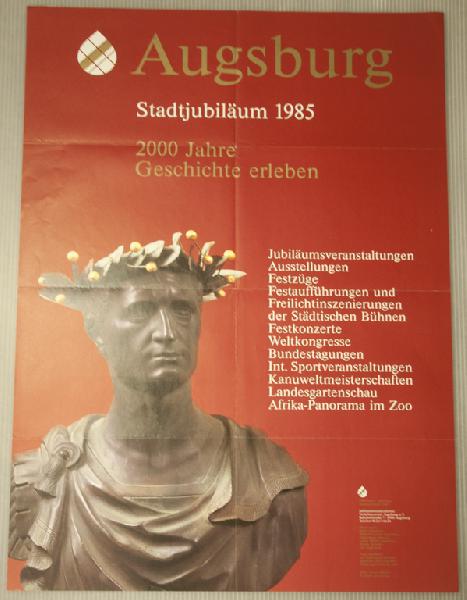 Augsburg
Stadtjubiläum 1985
2000 Jahre
Geschichte erleben
Jubiläumsveranstaltungen
Ausstellungen
Festzüge
Festaufführungen und
Freilichtinszenierungen
der Städtischen Bühnen
Festkonzerte
Weltkongresse
Bundestagungen
Int. Sportveranstaltungen
Kanuweltmeisterschaften
Landesgartenschau
Afrika-Panorama im Zoo